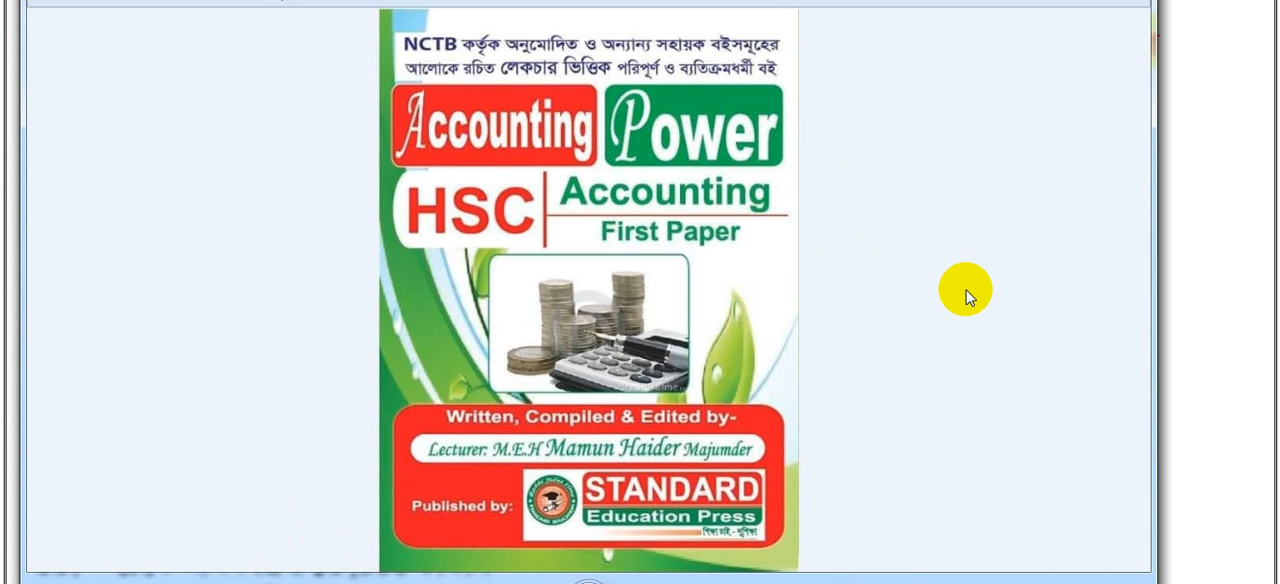 NCTB কর্তৃক অনুমোদিত ও অন্যান্য সহায়ক বইসমূহের
আলোকে রচিত লেকচার ভিত্তিক পরিপূর্ণ ও ব্যতিক্রমধর্মী বই
Accounting Power
HSC
Accounting
First Paper
Written, Compiled & Edited by-
Lecturer: M.E.H Mamun Haider Majumder
Published by:
STANDARD
Education Press
শিক্ষা চাই - সুশিক্ষা